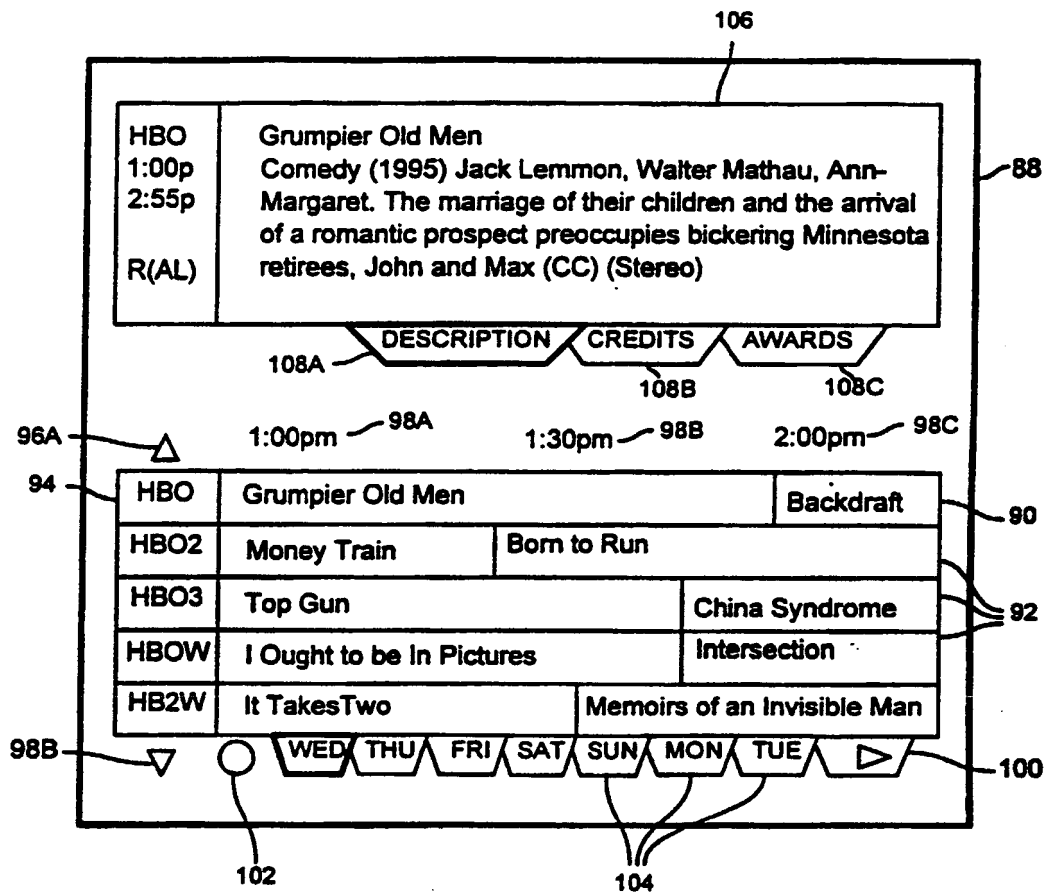 106
88
HBO Grumpier Old Men
1:00p Comedy (1995) Jack Lemmon, Walter Mathau, Ann-
2:55p Margaret. The marriage of their children and the arrival
of a romantic prospect preoccupies bickering Minnesota
R(AL) retirees, John and Max (CC) (Stereo)
DESCRIPTION CREDITS AWARDS
108A 108B 108C
96A 1:00pm 98A 1:30pm 98B 2:00pm 98C
94 HBO Grumpier Old Men Backdraft 90
HBO2 Money Train Born to Run
HBO3 Top Gun China Syndrome 92
HBOW I Ought to be In Pictures Intersection
HB2W It TakesTwo Memoirs of an Invisible Man
98B WED THU FRI SAT SUN MON TUE 100
102 104